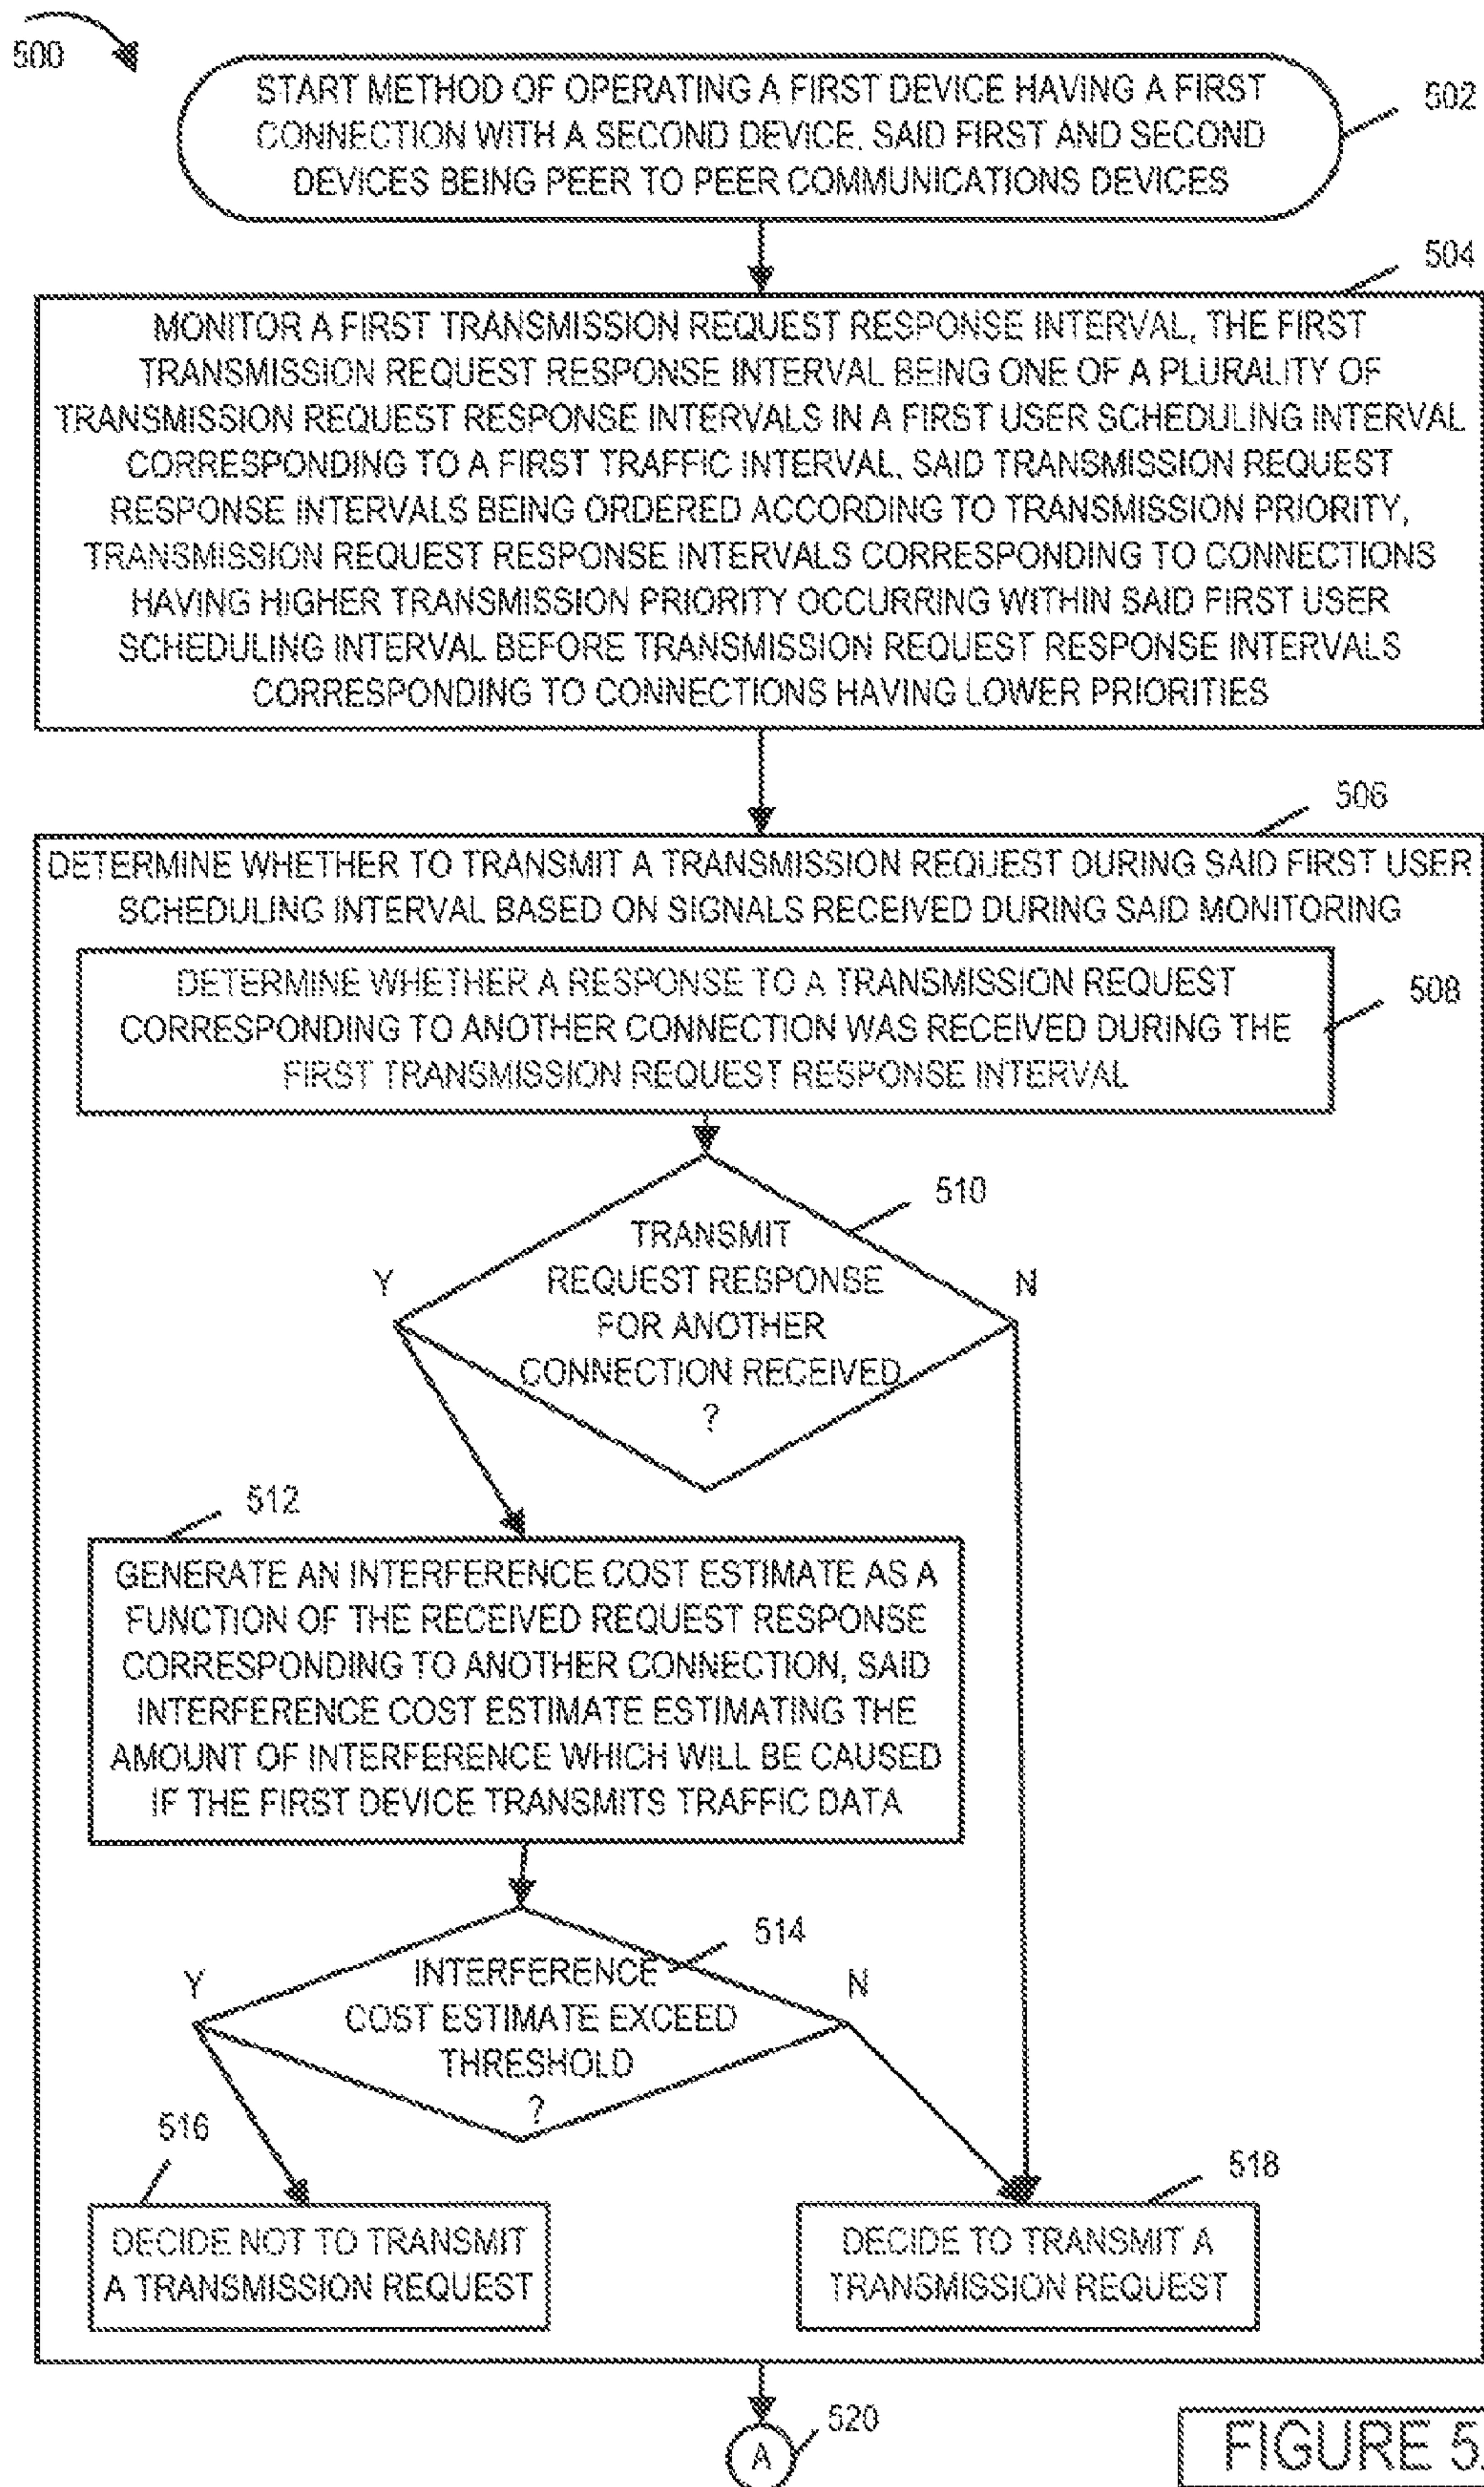 500
START METHOD OF OPERATING A FIRST DEVICE HAVING A FIRST
CONNECTION WITH A SECOND DEVICE, SAID FIRST AND SECOND
DEVICES BEING PEER TO PEER COMMUNICATIONS DEVICES
502
504
MONITOR A FIRST TRANSMISSION REQUEST RESPONSE INTERVAL, THE FIRST
TRANSMISSION REQUEST RESPONSE INTERVAL BEING ONE OF A PLURALITY OF
TRANSMISSION REQUEST RESPONSE INTERVALS IN A FIRST USER SCHEDULING INTERVAL
CORRESPONDING TO A FIRST TRAFFIC INTERVAL, SAID TRANSMISSION REQUEST
RESPONSE INTERVALS BEING ORDERED ACCORDING TO TRANSMISSION PRIORITY,
TRANSMISSION REQUEST RESPONSE INTERVALS CORRESPONDING TO CONNECTIONS
HAVING HIGHER TRANSMISSION PRIORITY OCCURRING WITHIN SAID FIRST USER
SCHEDULING INTERVAL BEFORE TRANSMISSION REQUEST RESPONSE INTERVALS
CORRESPONDING TO CONNECTIONS HAVING LOWER PRIORITIES
506
DETERMINE WHETHER TO TRANSMIT A TRANSMISSION REQUEST DURING SAID FIRST USER
SCHEDULING INTERVAL BASED ON SIGNALS RECEIVED DURING SAID MONITORING
DETERMINE WHETHER A RESPONSE TO A TRANSMISSION REQUEST
CORRESPONDING TO ANOTHER CONNECTION WAS RECEIVED DURING THE
FIRST TRANSMISSION REQUEST RESPONSE INTERVAL
508
510
TRANSMIT
REQUEST RESPONSE
FOR ANOTHER
CONNECTION RECEIVED
?
Y
N
512
GENERATE AN INTERFERENCE COST ESTIMATE AS A
FUNCTION OF THE RECEIVED REQUEST RESPONSE
CORRESPONDING TO ANOTHER CONNECTION, SAID
INTERFERENCE COST ESTIMATE ESTIMATING THE
AMOUNT OF INTERFERENCE WHICH WILL BE CAUSED
IF THE FIRST DEVICE TRANSMITS TRAFFIC DATA
514
INTERFERENCE
COST ESTIMATE EXCEED
THRESHOLD
?
Y
N
516
DECIDE NOT TO TRANSMIT
A TRANSMISSION REQUEST
518
DECIDE TO TRANSMIT A
TRANSMISSION REQUEST
A
520
FIGURE 5